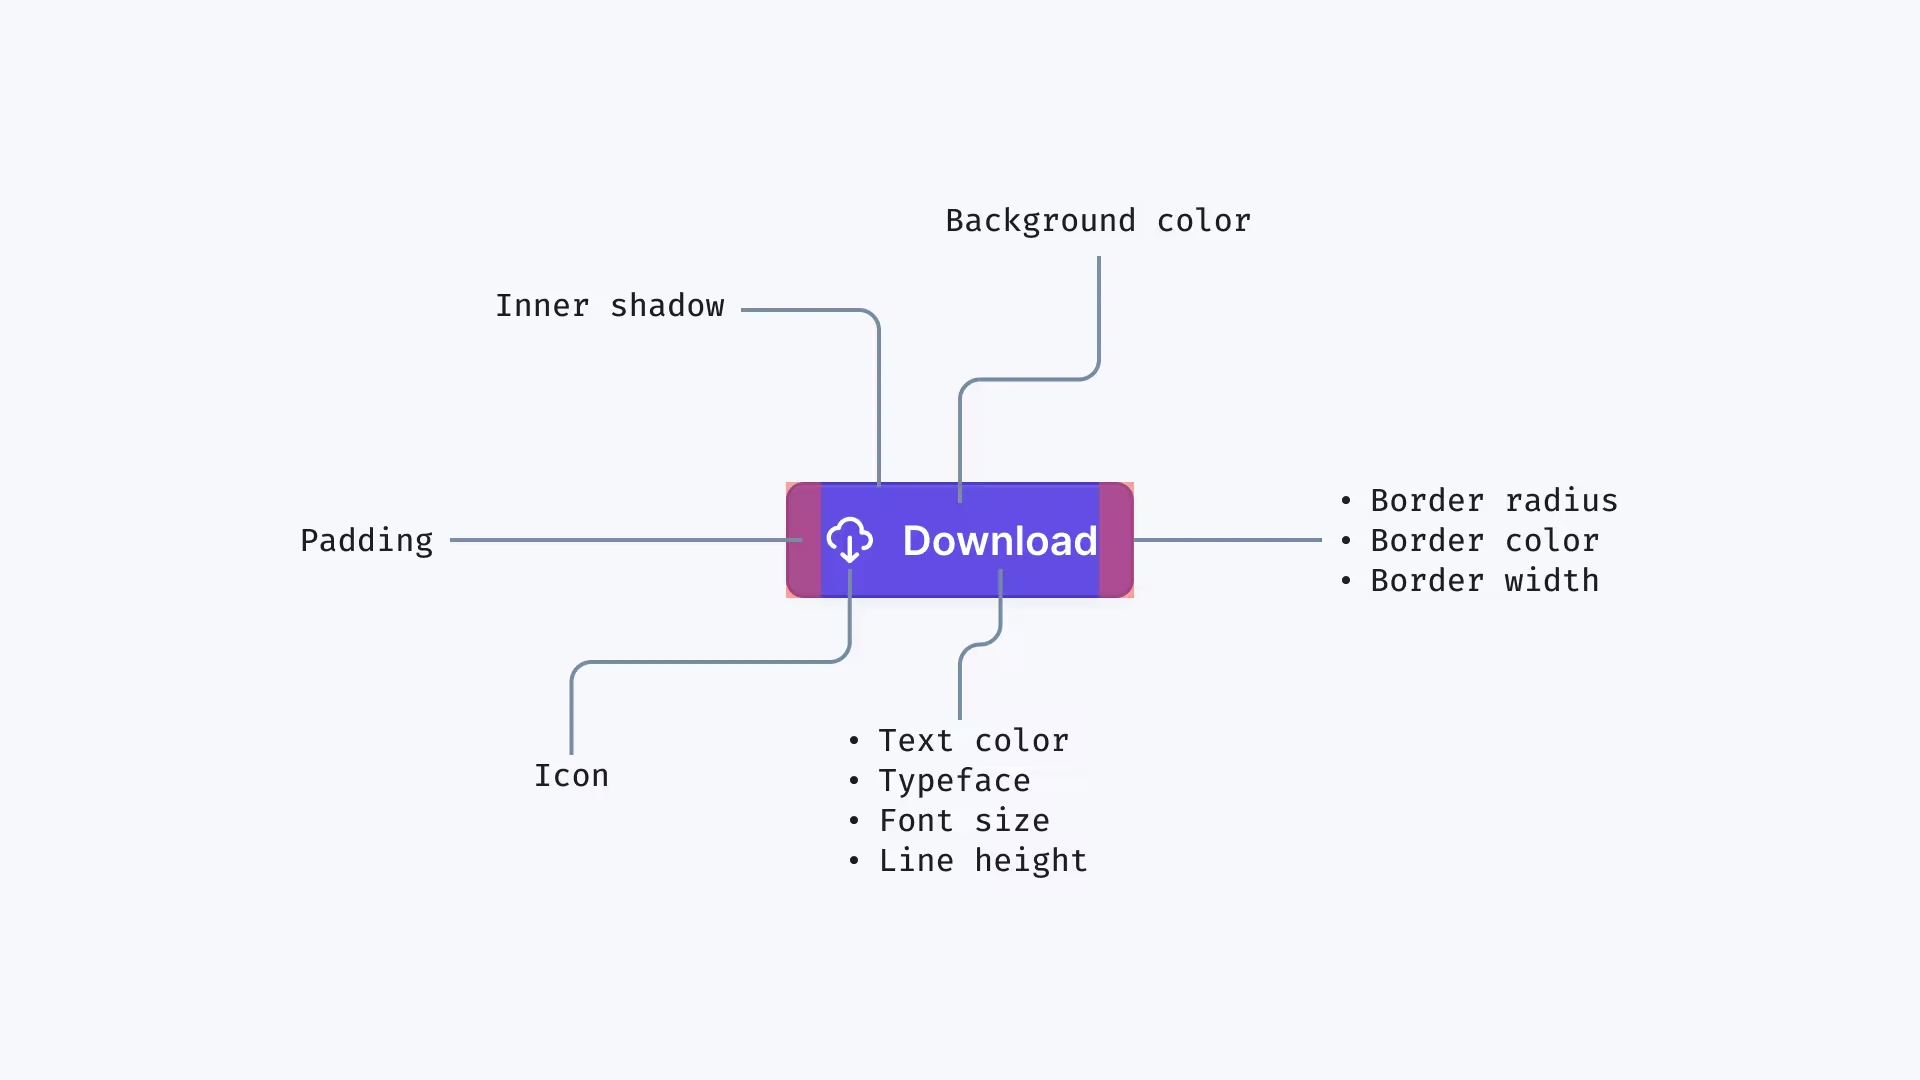 Background color
Inner shadow
Padding
Download
• Border radius
• Border color
• Border width
Icon
• Text color
• Typeface
• Font size
• Line height